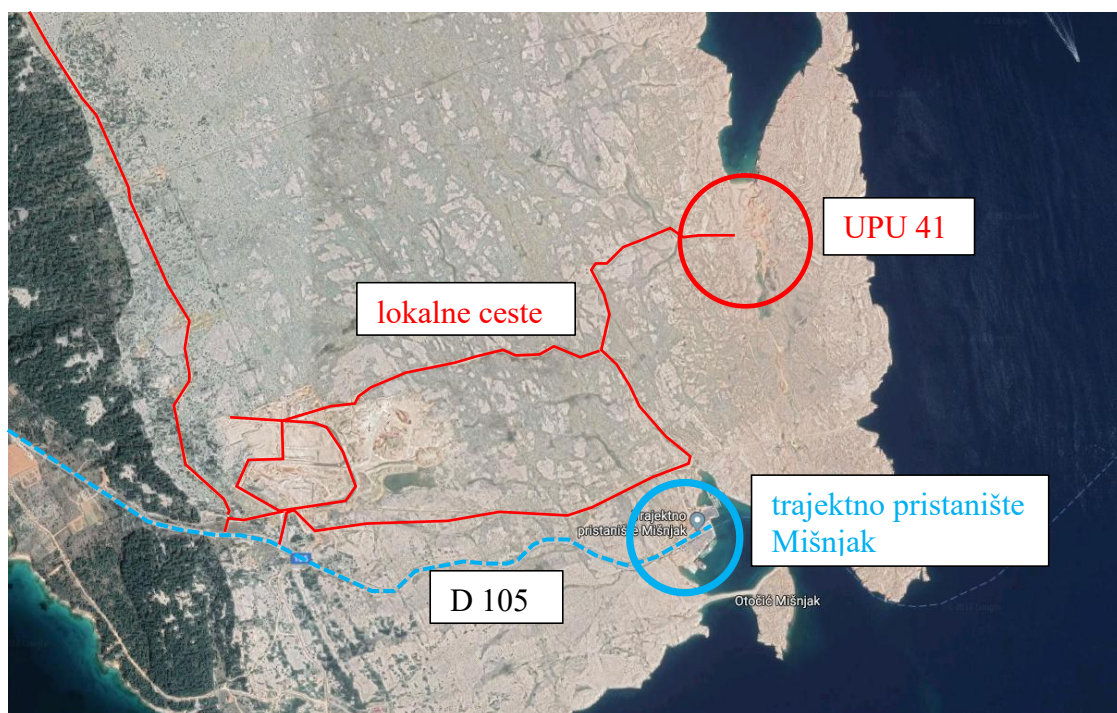 UPU 41
lokalne ceste
trajektno pristanište
Mišnjak
trajektno
pristanište Mišnjak
D 105
Otočić Mišnjak